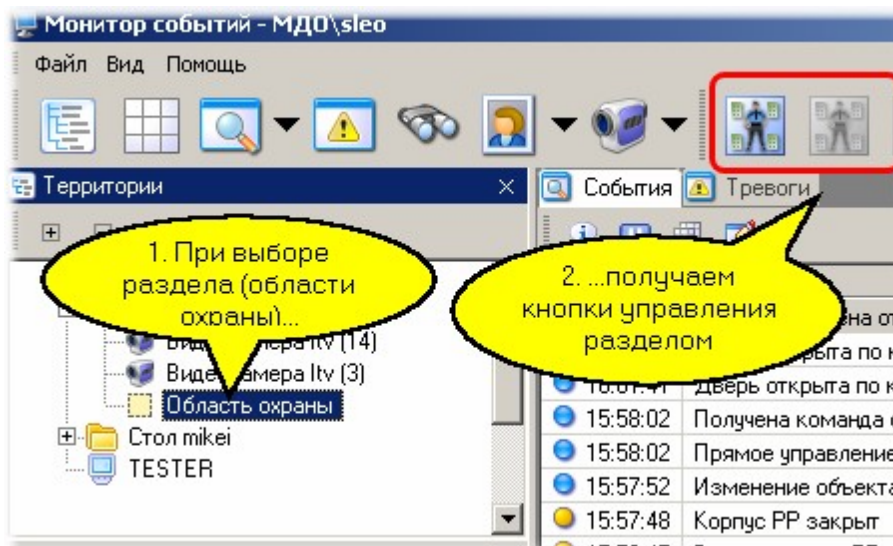 Монитор событий - МДО\sleo
Файл Вид Помощь
Территории
События Тревоги
1. При выборе
раздела (области
охраны)...
2. ...получаем
кнопки управления
разделом
Видеокамера Itv (14)
Видеокамера Itv (3)
Область охраны
Стол mikei
TESTER
рыта по к
16:01:41 Дверь открыта по к
15:58:02 Получена команда
15:58:02 Прямое управление
15:57:52 Изменение объекта
15:57:48 Корпус РР закрыт